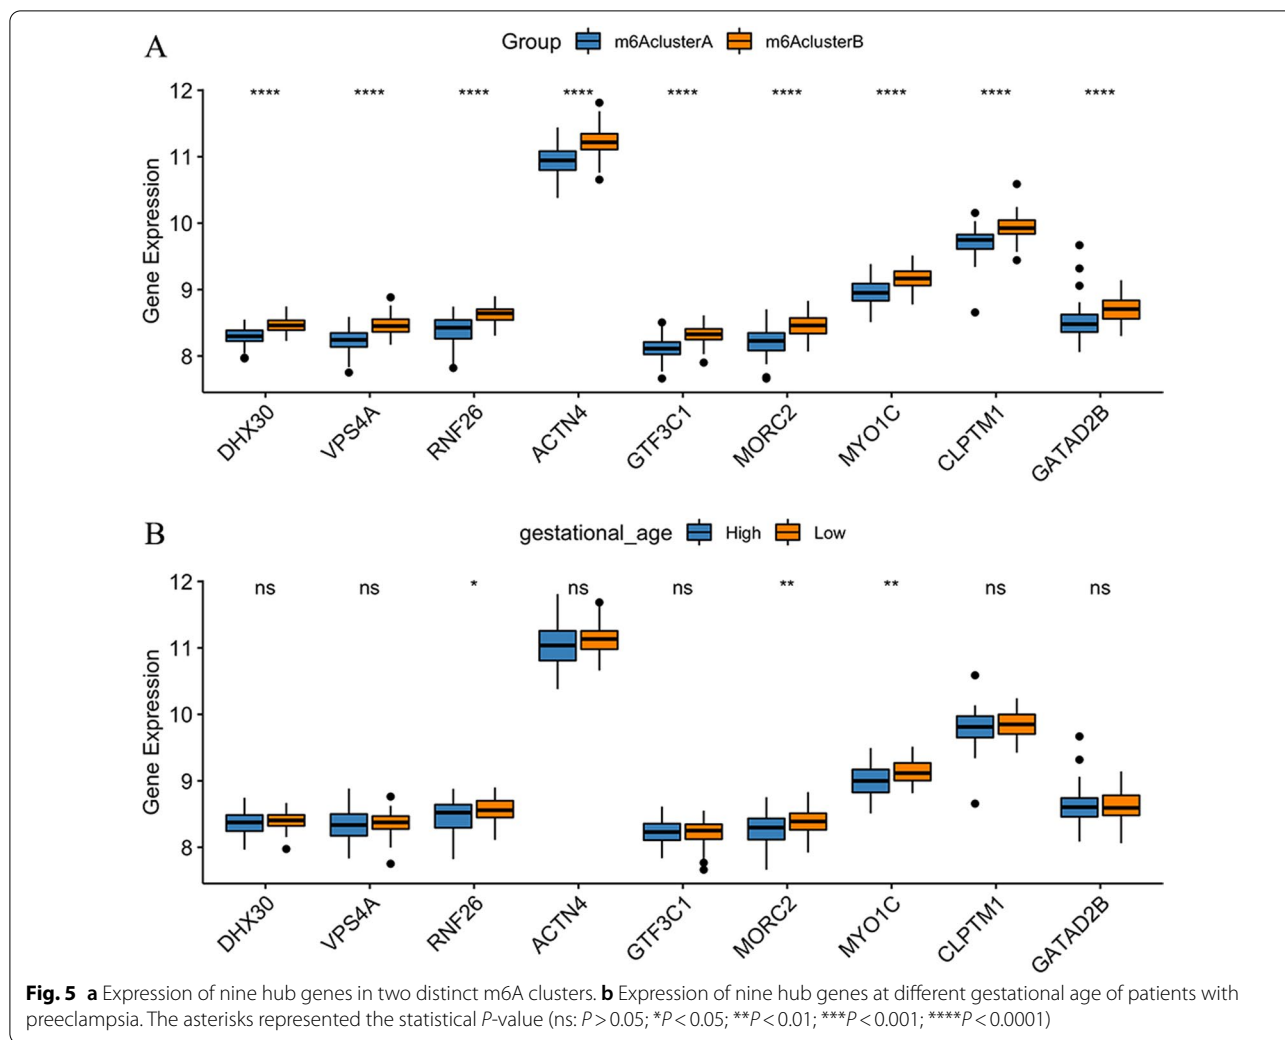 A
Group m6AclusterA m6AclusterB
**** **** **** **** **** **** **** **** ****
12
11
10
9
8
Gene Expression
DHX30 VPS4A RNF26 ACTN4 GTF3C1 MORC2 MYO1C CLPTM1 GATAD2B
B
gestational_age High Low
ns ns * ns ns ** ** ns ns
12
11
10
9
8
Gene Expression
DHX30 VPS4A RNF26 ACTN4 GTF3C1 MORC2 MYO1C CLPTM1 GATAD2B
Fig. 5 a Expression of nine hub genes in two distinct m6A clusters. b Expression of nine hub genes at different gestational age of patients with
preeclampsia. The asterisks represented the statistical P-value (ns: P > 0.05; *P < 0.05; **P < 0.01; ***P < 0.001; ****P < 0.0001)